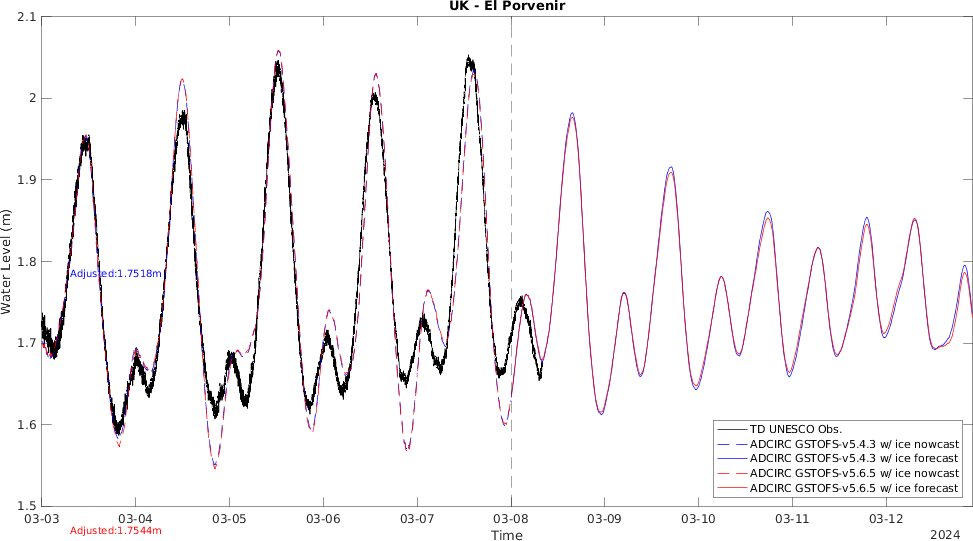 UK - El Porvenir
2.1
2
1.9
1.8
1.7
1.6
1.5
Water Level (m)
Adjusted:1.7518m
Adjusted:1.7544m
TD UNESCO Obs.
ADCIRC GSTOFS-v5.4.3 w/ ice nowcast
ADCIRC GSTOFS-v5.4.3 w/ ice forecast
ADCIRC GSTOFS-v5.6.5 w/ ice nowcast
ADCIRC GSTOFS-v5.6.5 w/ ice forecast
03-03 03-04 03-05 03-06 03-07 03-08 03-09 03-10 03-11 03-12
Time
2024